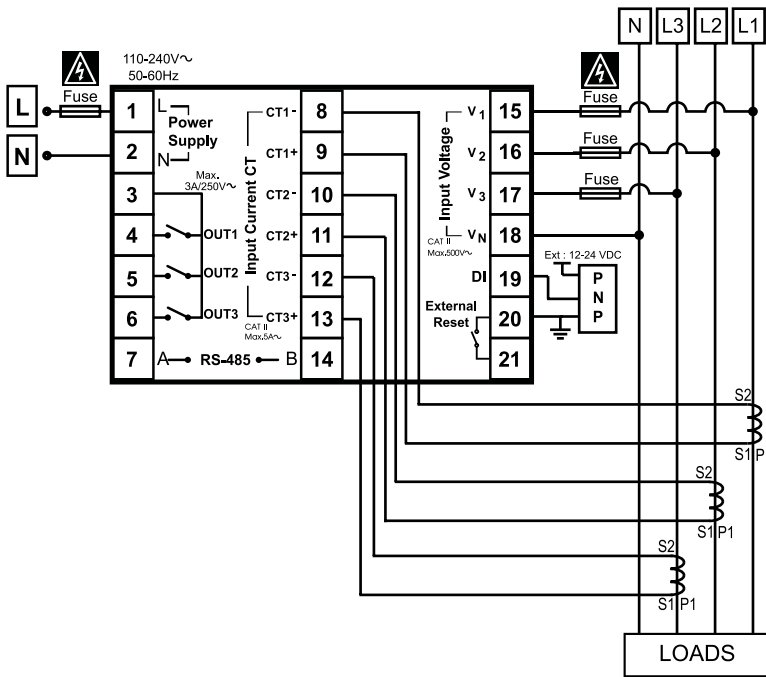 N L3 L2 L1
110-240V~
50-60Hz
L Fuse
N
1 L
Power
Supply
2 N
Max.
3A/250V~
3
4 OUT1
5 OUT2
6 OUT3
7 A RS-485 B 14
Input Current CT
CT1- 8
CT1+ 9
CT2- 10
CT2+ 11
CT3- 12
CT3+ 13
CAT II
Max.5A~
Input Voltage
V1 15 Fuse
V2 16 Fuse
V3 17 Fuse
VN 18
CAT II
Max.500V~
DI 19
External
Reset
20
21
Ext : 12-24 VDC
P
N
P
S2
S1 P
S2
S1 P1
S2
S1 P1
LOADS